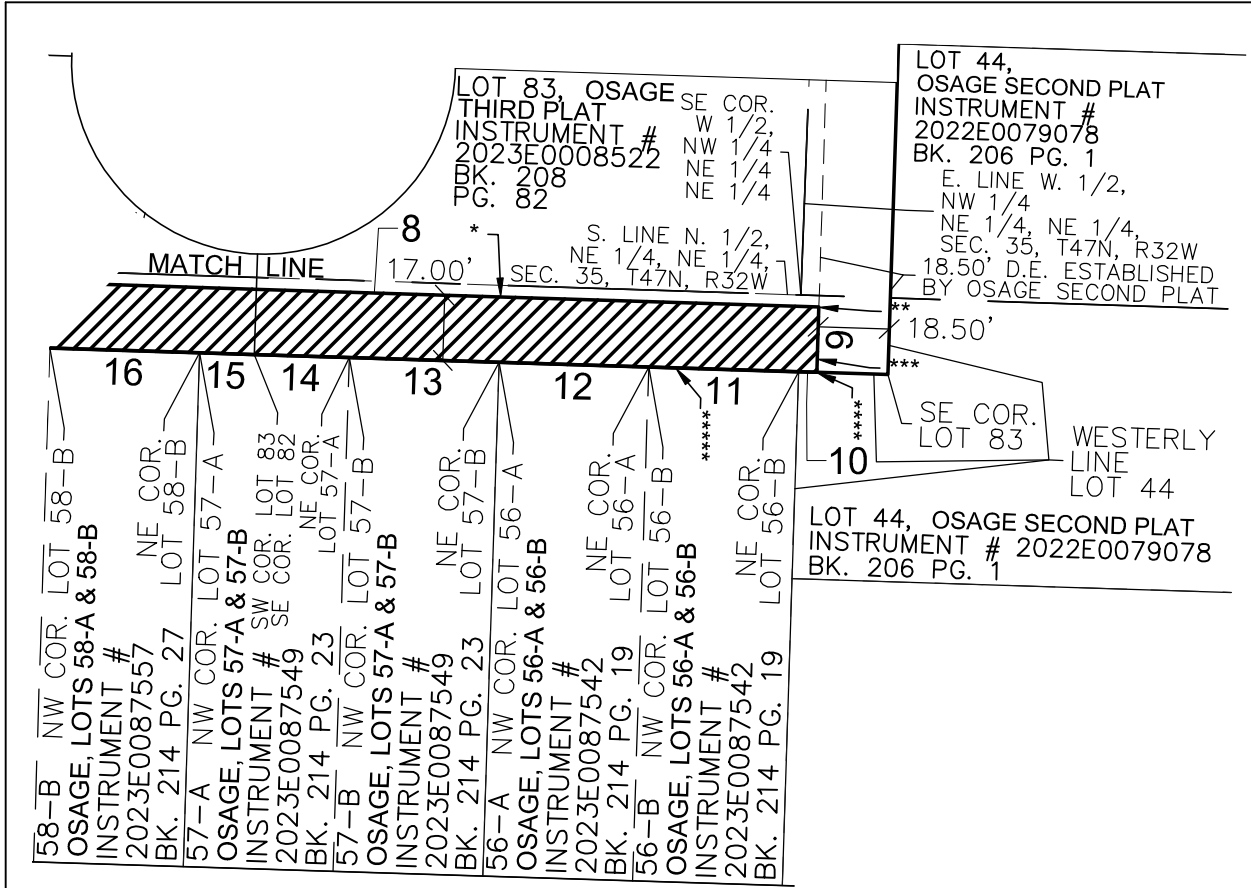 LOT 83, OSAGE
THIRD PLAT
INSTRUMENT #
2023E0008522
BK. 208
PG. 82
SE COR.
W 1/2,
NW 1/4
NE 1/4
NE 1/4
LOT 44,
OSAGE SECOND PLAT
INSTRUMENT #
2022E0079078
BK. 206 PG. 1
E. LINE W. 1/2,
NW 1/4
NE 1/4, NE 1/4,
SEC. 35, T47N, R32W
18.50' D.E. ESTABLISHED
BY OSAGE SECOND PLAT
8
*
S. LINE N. 1/2,
NE 1/4, NE 1/4,
SEC. 35, T47N, R32W
MATCH LINE
17.00'
**
9
18.50'
***
16
15
14
13
12
11
10
****
*****
SE COR.
LOT 83
WESTERLY
LINE
LOT 44
LOT 44, OSAGE SECOND PLAT
INSTRUMENT # 2022E0079078
BK. 206 PG. 1
58-B NW COR. LOT 58-B
OSAGE, LOTS 58-A & 58-B
INSTRUMENT #
2023E0087557
BK. 214 PG. 27
NE COR.
LOT 58-B
57-A NW COR. LOT 57-A
OSAGE, LOTS 57-A & 57-B
INSTRUMENT #
2023E0087549
BK. 214 PG. 23
SW COR. LOT 83
SE COR. LOT 82
NE COR.
LOT 57-A
57-B NW COR. LOT 57-B
OSAGE, LOTS 57-A & 57-B
INSTRUMENT #
2023E0087549
BK. 214 PG. 23
NE COR.
LOT 57-B
56-A NW COR. LOT 56-A
OSAGE, LOTS 56-A & 56-B
INSTRUMENT #
2023E0087542
BK. 214 PG. 19
NE COR.
LOT 56-A
56-B NW COR. LOT 56-B
OSAGE, LOTS 56-A & 56-B
INSTRUMENT #
2023E0087542
BK. 214 PG. 19
NE COR.
LOT 56-B